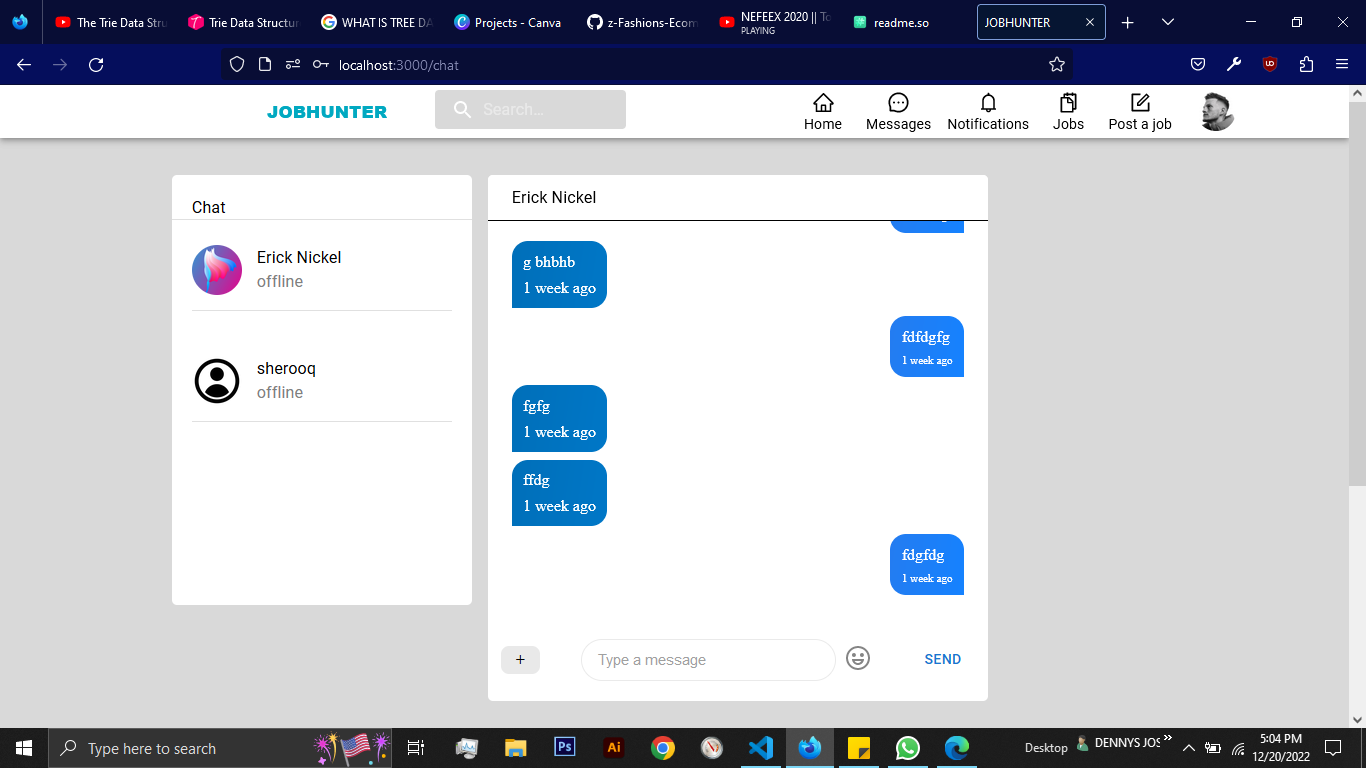 The Trie Data Stru
Trie Data Structur
WHAT IS TREE DA
Projects - Canva
z-Fashions-Ecom
NEFEEX 2020 || To
PLAYING
readme.so
JOBHUNTER
localhost:3000/chat
JOBHUNTER
Search...
Home
Messages
Notifications
Jobs
Post a job
Chat
Erick Nickel
offline
sherooq
offline
Erick Nickel
g bhbhb
1 week ago
fdfdgfg
1 week ago
fgfg
1 week ago
ffdg
1 week ago
fdgfdg
1 week ago
+
Type a message
SEND
Type here to search
Ps
Ai
Desktop
DENNYS JOS
5:04 PM
12/20/2022